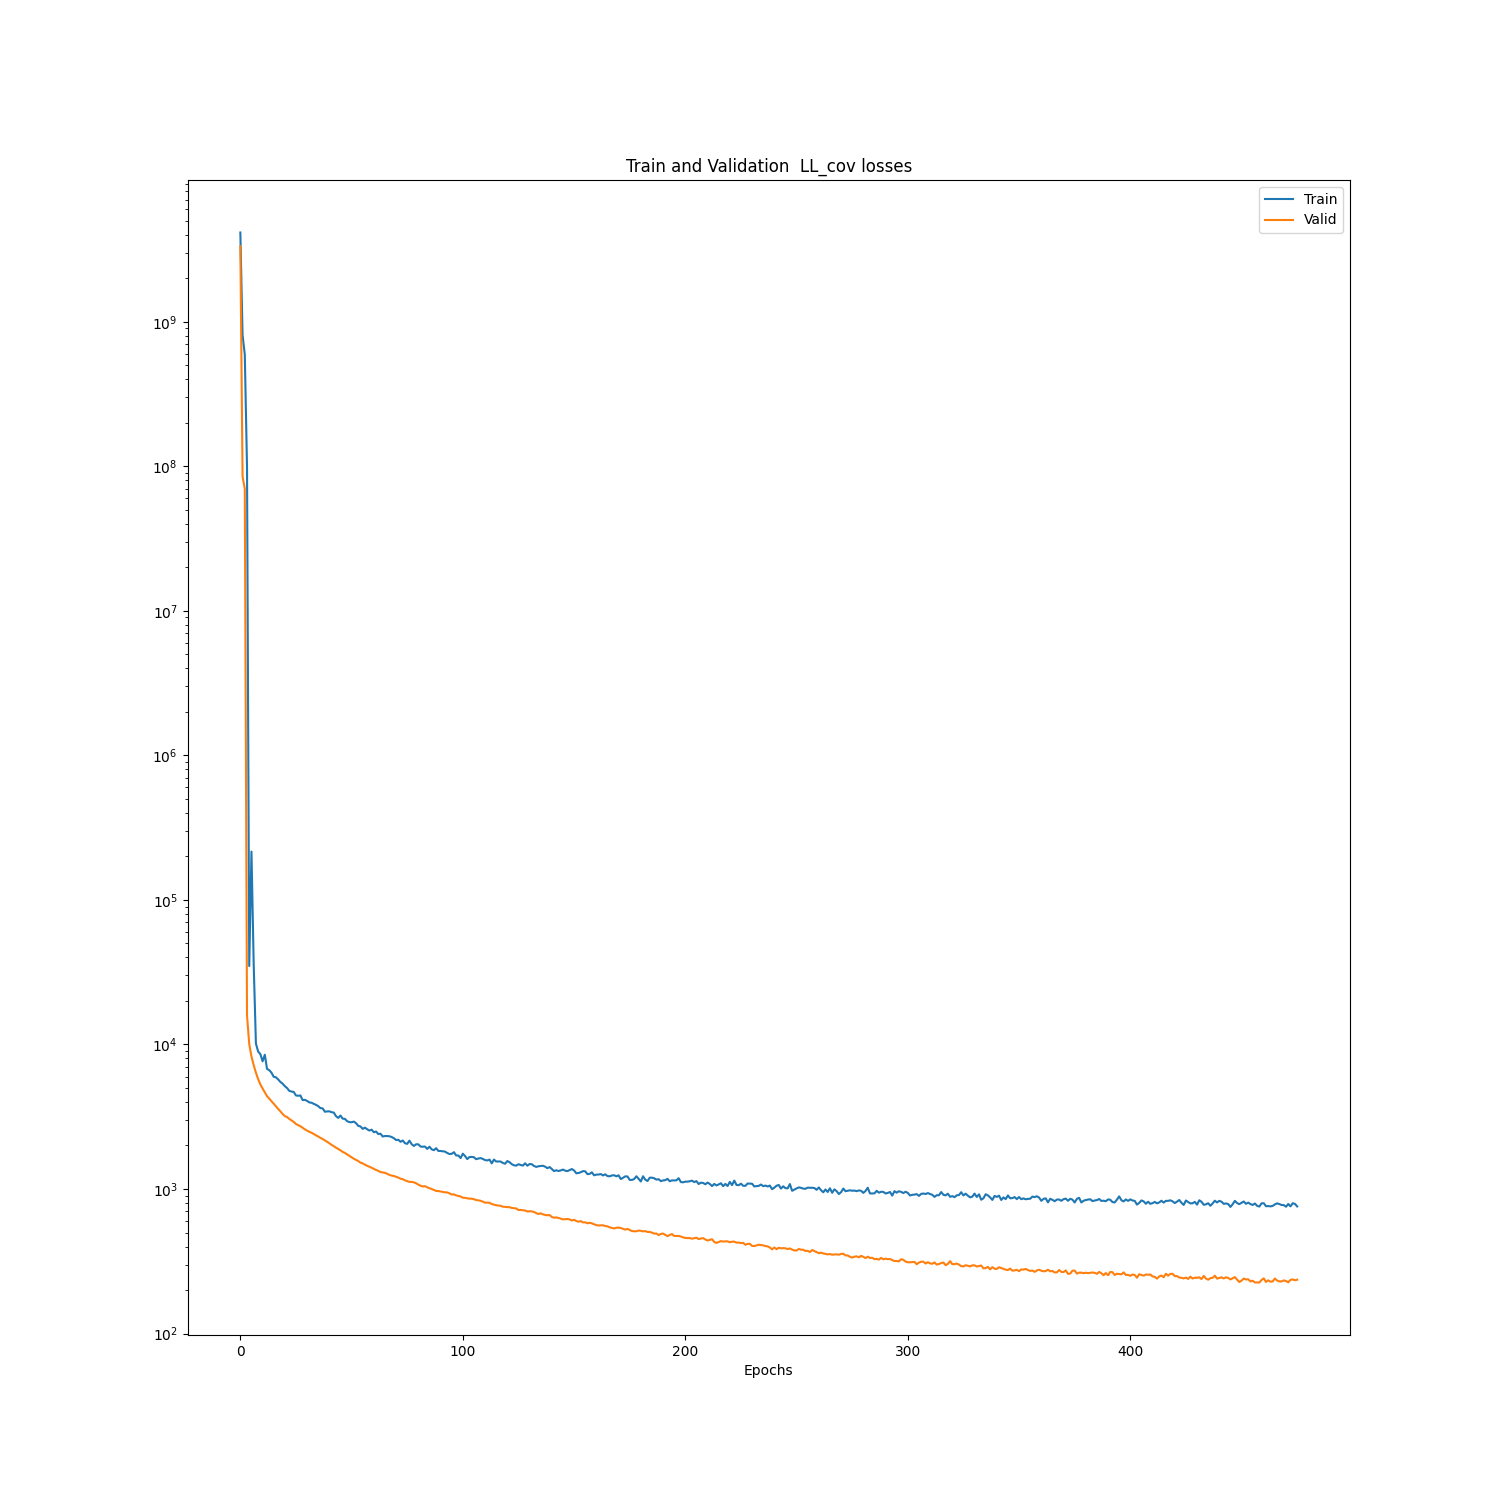 Train and Validation  LL_cov losses
Train
Valid
10⁹
10⁸
10⁷
10⁶
10⁵
10⁴
10³
10²
0 100 200 300 400
Epochs